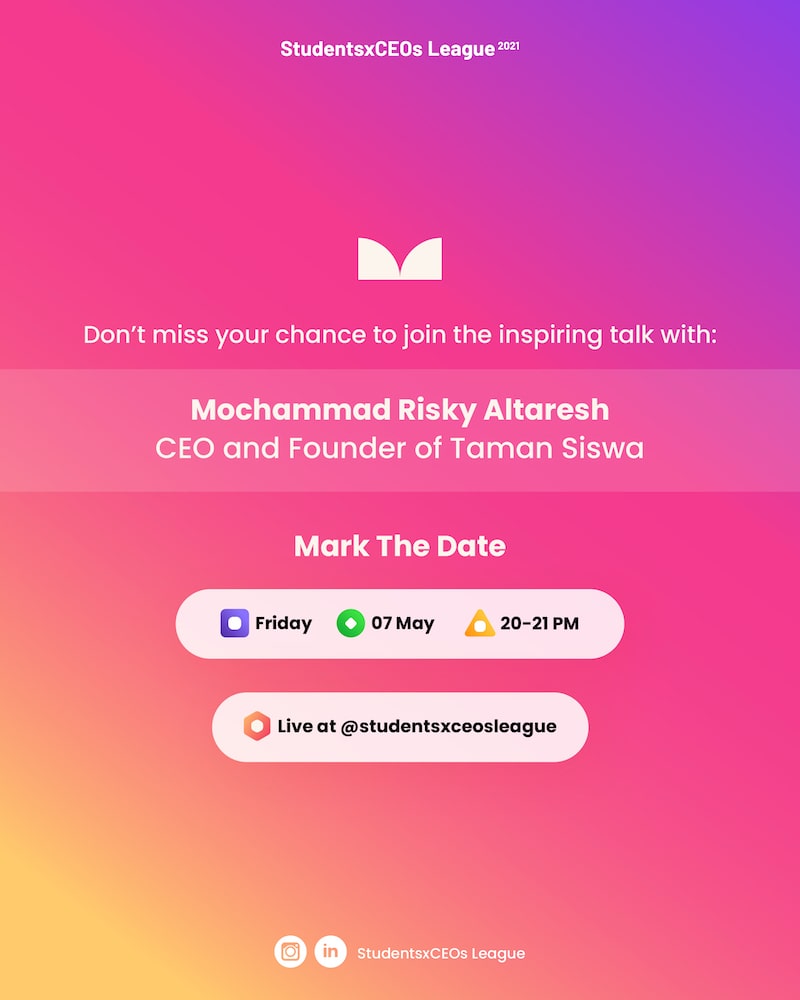 StudentsxCEOs League 2021
Don’t miss your chance to join the inspiring talk with:
Mochammad Risky Altaresh
CEO and Founder of Taman Siswa
Mark The Date
Friday 07 May 20-21 PM
Live at @studentsxceosleague
in StudentsxCEOs League